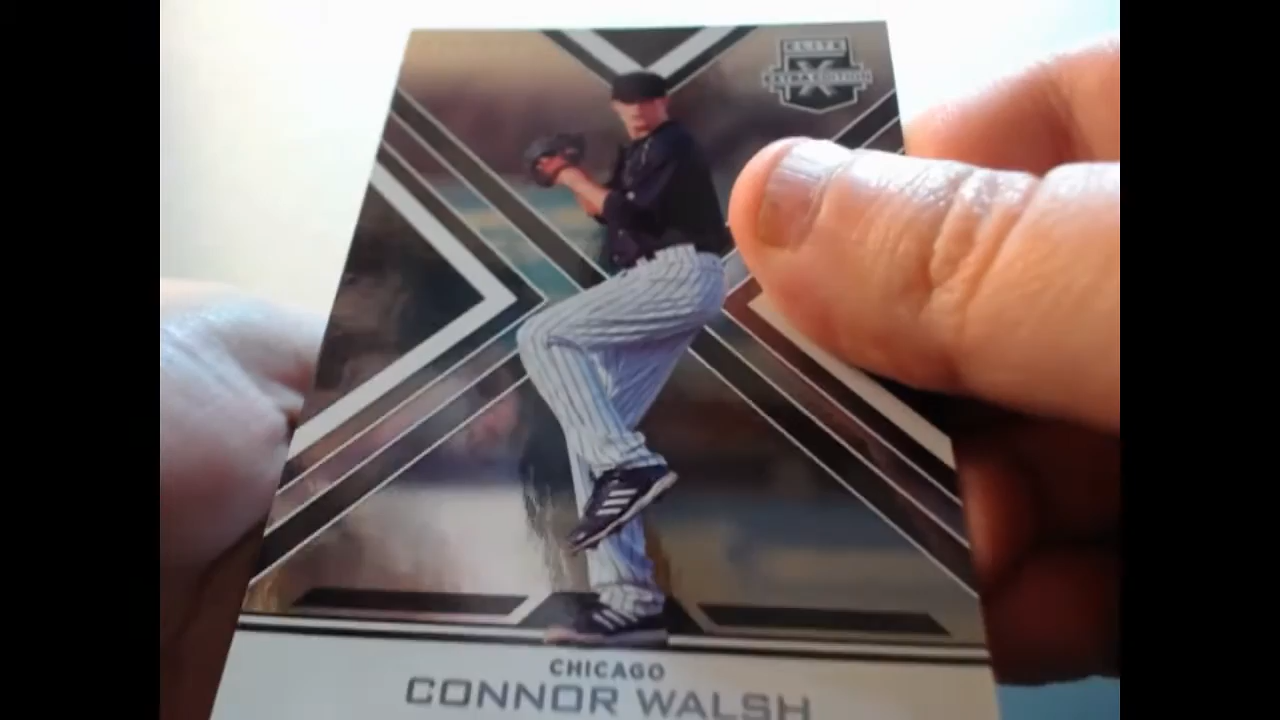 ELITE
X
EXTRA EDITION
CHICAGO
CONNOR WALSH